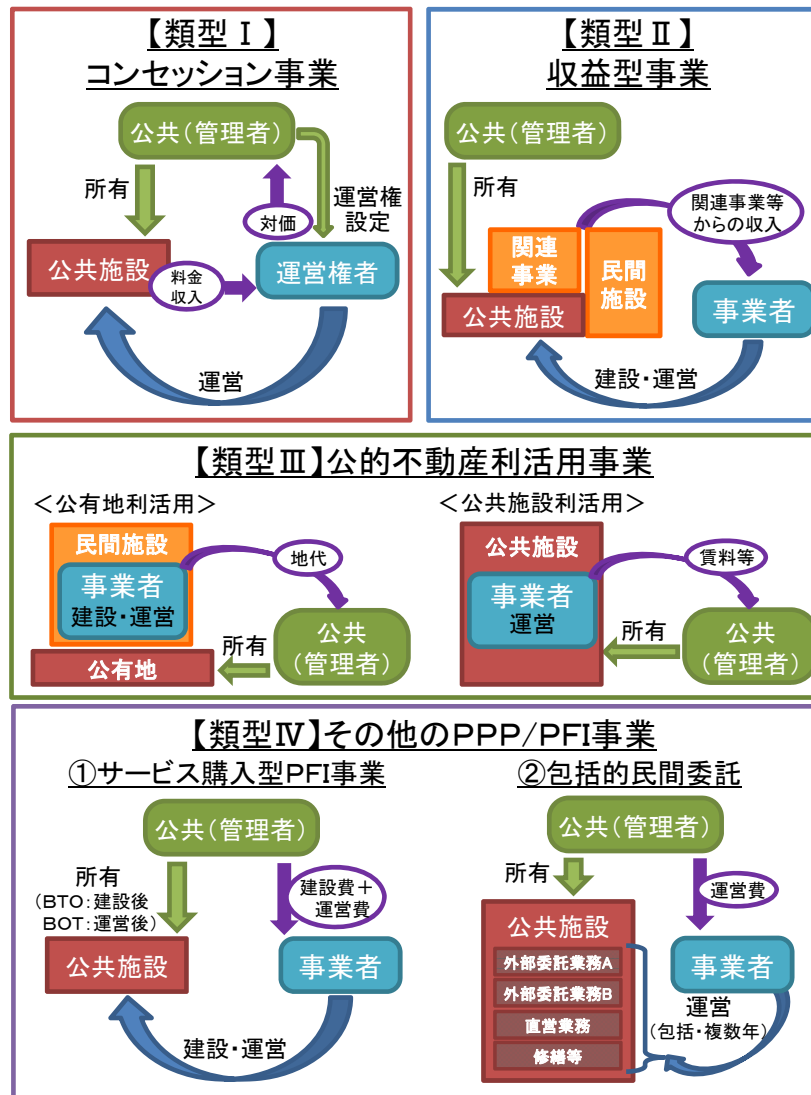 【類型Ⅰ】
コンセッション事業
公共(管理者)
所有
対価
運営権
設定
公共施設
料金
収入
運営権者
運営
【類型Ⅱ】
収益型事業
公共(管理者)
所有
関連事業等
からの収入
関連
事業
民間
施設
公共施設
事業者
建設・運営
【類型Ⅲ】公的不動産利活用事業
<公有地利活用>
民間施設
事業者
建設・運営
地代
公共
(管理者)
所有
公有地
<公共施設利活用>
公共施設
事業者
運営
賃料等
公共
(管理者)
所有
【類型Ⅳ】その他のPPP/PFI事業
①サービス購入型PFI事業
公共(管理者)
所有
(BTO:建設後
BOT:運営後)
建設費+
運営費
公共施設
事業者
建設・運営
②包括的民間委託
公共(管理者)
所有
運営費
公共施設
外部委託業務A
外部委託業務B
直営業務
修繕等
事業者
運営
(包括・複数年)